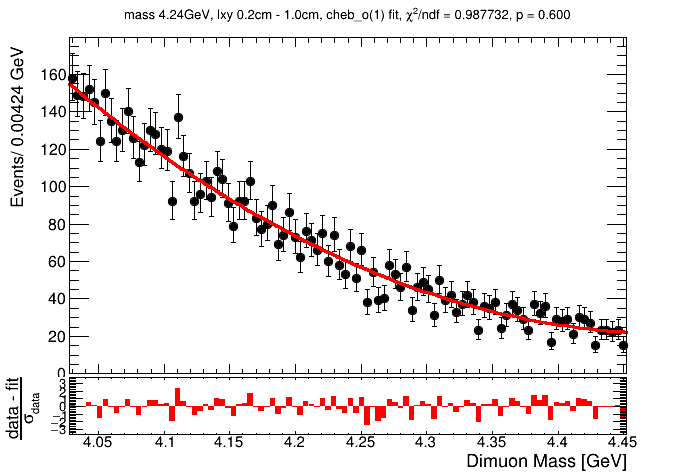 mass 4.24GeV, lxy 0.2cm - 1.0cm, cheb_o(1) fit, χ²/ndf = 0.987732, p = 0.600
Events/ 0.00424 GeV
160
140
120
100
80
60
40
20
0
data - fit
σdata
3
2
1
0
−1
−2
−3
4.05 4.1 4.15 4.2 4.25 4.3 4.35 4.4 4.45
Dimuon Mass [GeV]